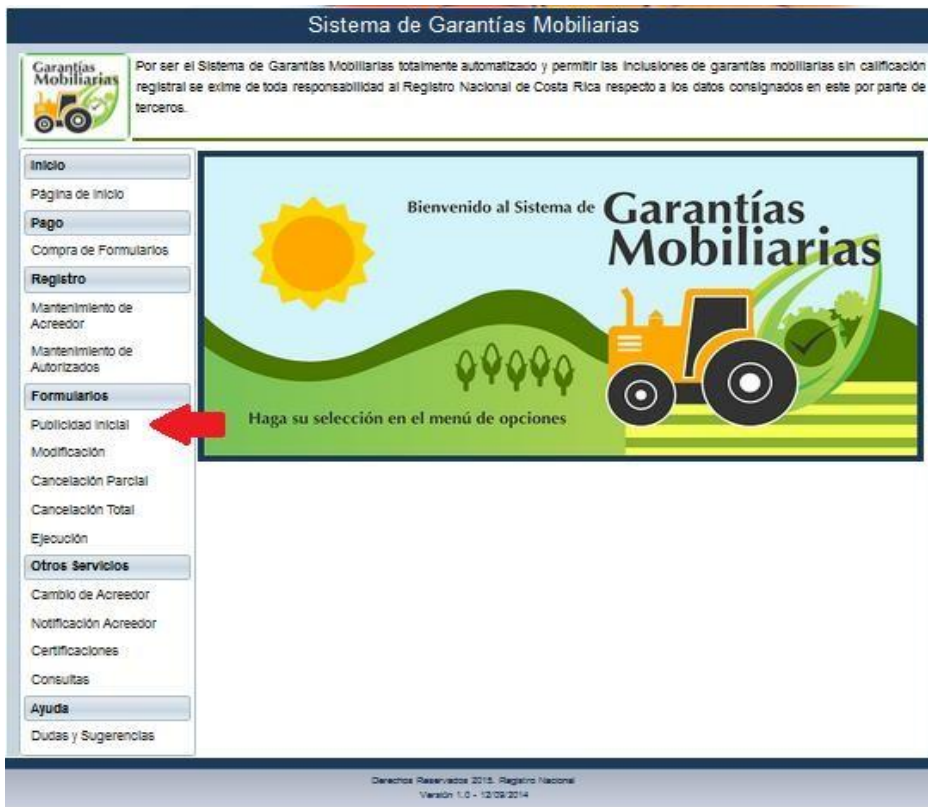 Sistema de Garantías Mobiliarias
Garantías
Mobiliarias
Por ser el Sistema de Garantías Mobiliarias totalmente automatizado y permitir las inclusiones de garantías mobiliarias sin calificación
registral se exime de toda responsabilidad al Registro Nacional de Costa Rica respecto a los datos consignados en este por parte de
terceros.
Inicio
Página de Inicio
Pago
Compra de Formularios
Registro
Mantenimiento de
Acreedor
Mantenimiento de
Autorizados
Formularios
Publicidad Inicial
Modificación
Cancelación Parcial
Cancelación Total
Ejecución
Otros Servicios
Cambio de Acreedor
Notificación Acreedor
Certificaciones
Consultas
Ayuda
Dudas y Sugerencias
Bienvenido al Sistema de Garantías
Mobiliarias
Haga su selección en el menú de opciones
Derechos Reservados 2015. Registro Nacional
Versión 1.0 - 12/09/2014